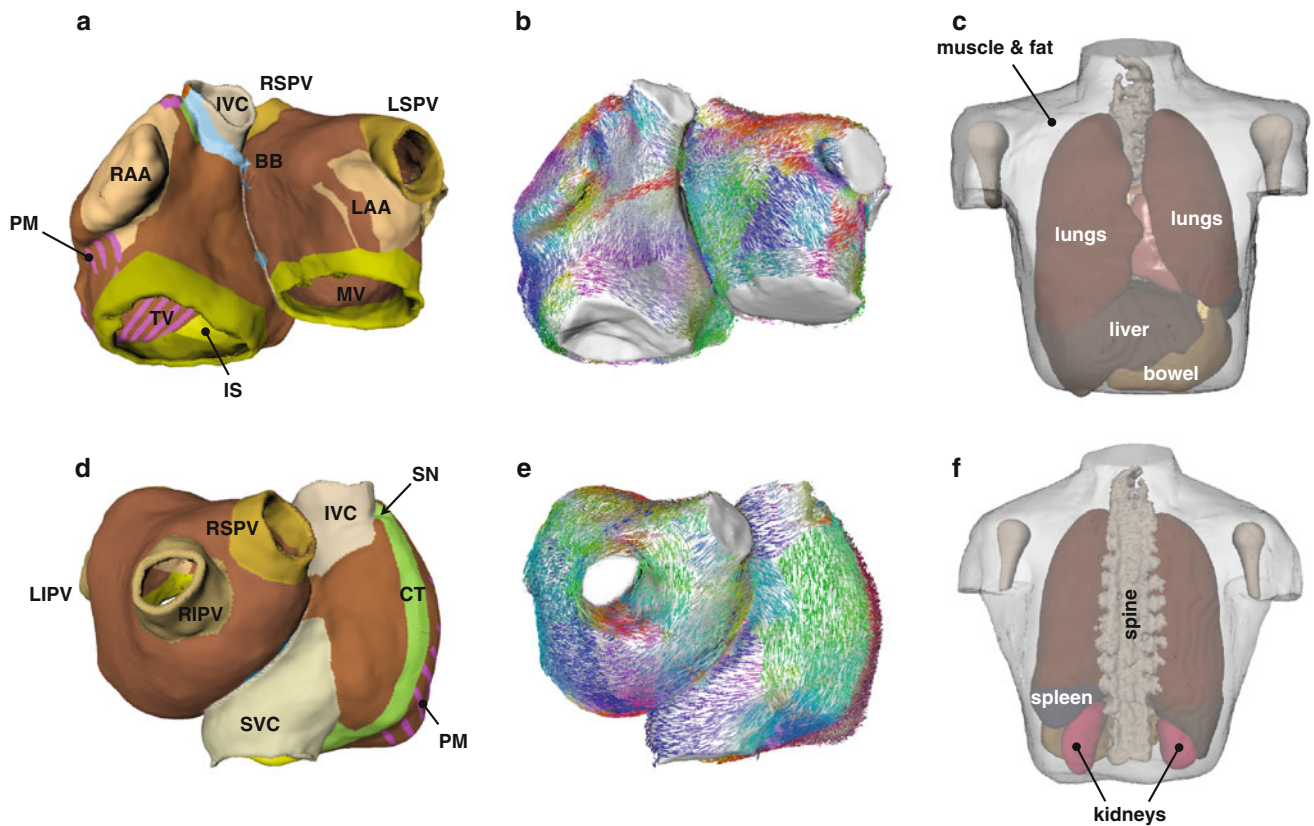 a
RSPV
IVC
LSPV
BB
RAA
LAA
PM
MV
TV
IS
b
c
muscle & fat
lungs
lungs
liver
bowel
d
SN
IVC
RSPV
LIPV
RIPV
CT
SVC
PM
e
f
spine
spleen
kidneys